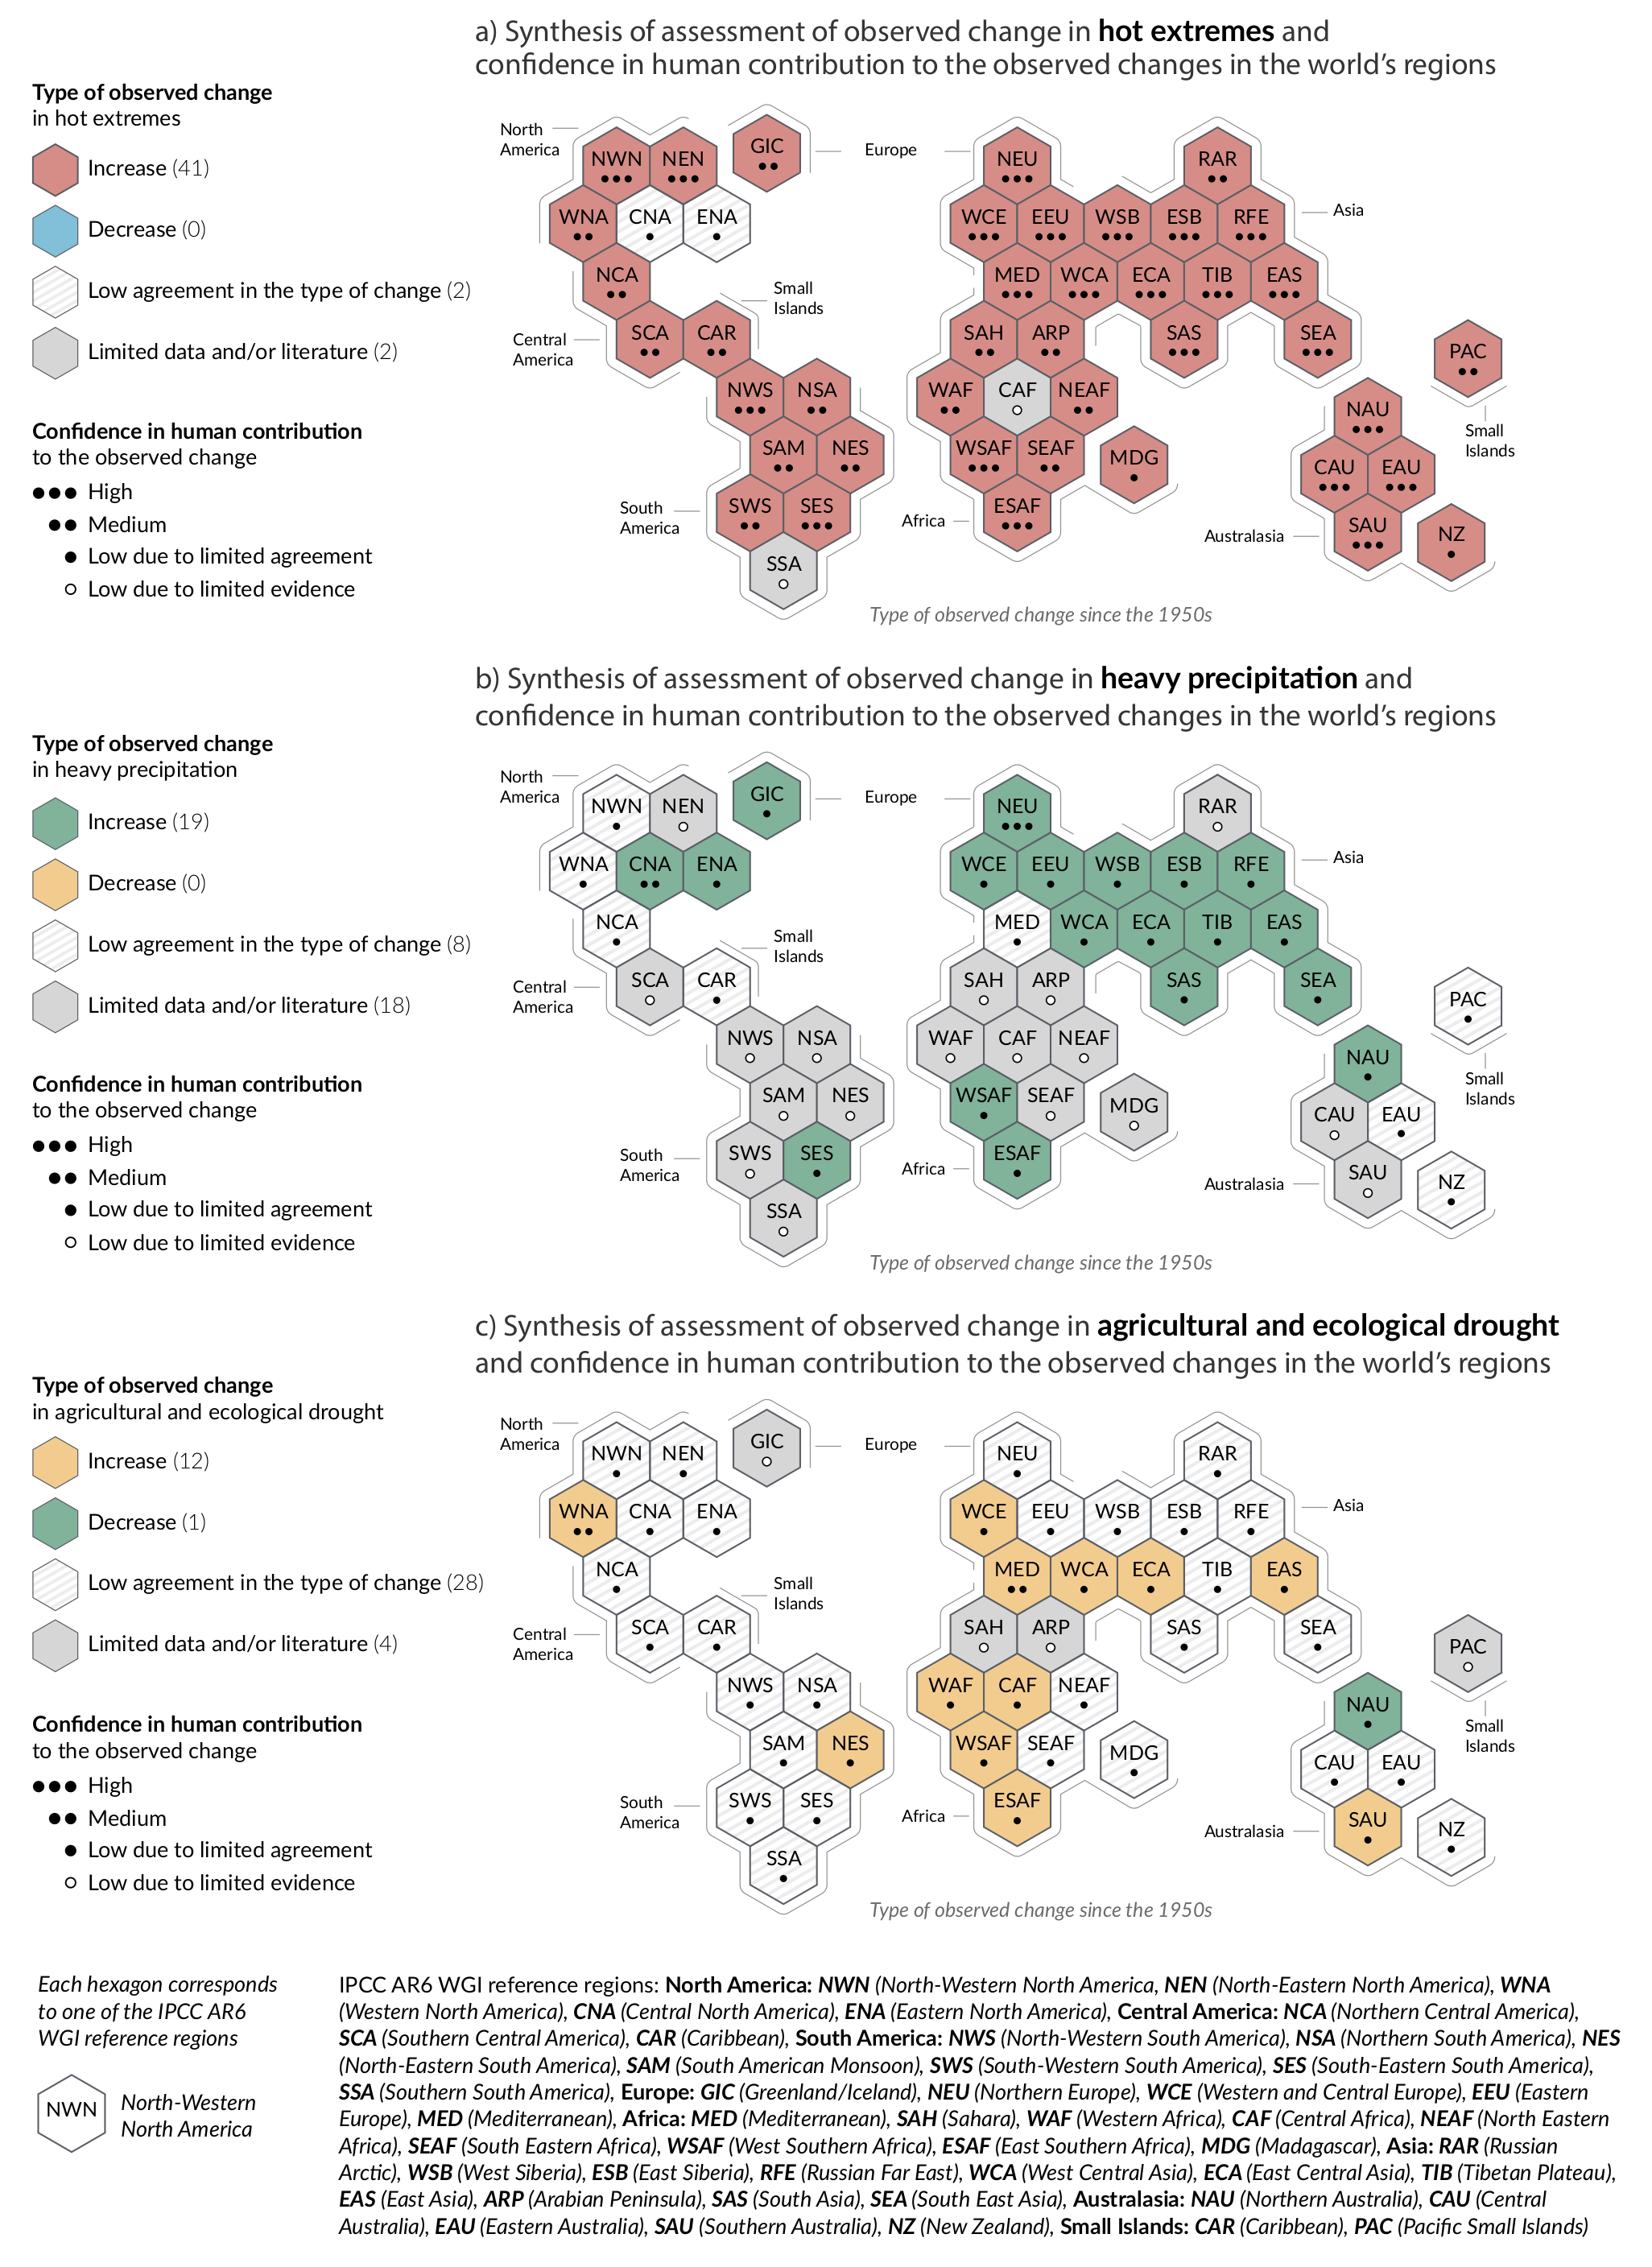 a) Synthesis of assessment of observed change in hot extremes and
confidence in human contribution to the observed changes in the world's regions
Type of observed change
in hot extremes
Increase (41)
Decrease (0)
Low agreement in the type of change (2)
Limited data and/or literature (2)
Confidence in human contribution
to the observed change
●●● High
●● Medium
● Low due to limited agreement
○ Low due to limited evidence
North
America
GIC
Europe
NWN
NEN
NEU
RAR
WNA
CNA
ENA
WCE
EEU
WSB
ESB
RFE
Asia
NCA
MED
WCA
ECA
TIB
EAS
Small
Islands
Central
America
SCA
CAR
SAH
ARP
SAS
SEA
PAC
NWS
NSA
WAF
CAF
NEAF
NAU
Small
Islands
SAM
NES
WSAF
SEAF
MDG
CAU
EAU
South
America
SWS
SES
Africa
ESAF
Australasia
SAU
NZ
SSA
Type of observed change since the 1950s
b) Synthesis of assessment of observed change in heavy precipitation and
confidence in human contribution to the observed changes in the world's regions
Type of observed change
in heavy precipitation
Increase (19)
Decrease (0)
Low agreement in the type of change (8)
Limited data and/or literature (18)
Confidence in human contribution
to the observed change
●●● High
●● Medium
● Low due to limited agreement
○ Low due to limited evidence
North
America
GIC
Europe
NWN
NEN
NEU
RAR
WNA
CNA
ENA
WCE
EEU
WSB
ESB
RFE
Asia
NCA
MED
WCA
ECA
TIB
EAS
Small
Islands
Central
America
SCA
CAR
SAH
ARP
SAS
SEA
PAC
NWS
NSA
WAF
CAF
NEAF
NAU
Small
Islands
SAM
NES
WSAF
SEAF
MDG
CAU
EAU
South
America
SWS
SES
Africa
ESAF
Australasia
SAU
NZ
SSA
Type of observed change since the 1950s
c) Synthesis of assessment of observed change in agricultural and ecological drought
and confidence in human contribution to the observed changes in the world's regions
Type of observed change
in agricultural and ecological drought
Increase (12)
Decrease (1)
Low agreement in the type of change (28)
Limited data and/or literature (4)
Confidence in human contribution
to the observed change
●●● High
●● Medium
● Low due to limited agreement
○ Low due to limited evidence
North
America
GIC
Europe
NWN
NEN
NEU
RAR
WNA
CNA
ENA
WCE
EEU
WSB
ESB
RFE
Asia
NCA
MED
WCA
ECA
TIB
EAS
Small
Islands
Central
America
SCA
CAR
SAH
ARP
SAS
SEA
PAC
NWS
NSA
WAF
CAF
NEAF
NAU
Small
Islands
SAM
NES
WSAF
SEAF
MDG
CAU
EAU
South
America
SWS
SES
Africa
ESAF
Australasia
SAU
NZ
SSA
Type of observed change since the 1950s
Each hexagon corresponds
to one of the IPCC AR6
WGI reference regions
NWN
North-Western
North America
IPCC AR6 WGI reference regions: North America: NWN (North-Western North America, NEN (North-Eastern North America), WNA
(Western North America), CNA (Central North America), ENA (Eastern North America), Central America: NCA (Northern Central America),
SCA (Southern Central America), CAR (Caribbean), South America: NWS (North-Western South America), NSA (Northern South America), NES
(North-Eastern South America), SAM (South American Monsoon), SWS (South-Western South America), SES (South-Eastern South America),
SSA (Southern South America), Europe: GIC (Greenland/Iceland), NEU (Northern Europe), WCE (Western and Central Europe), EEU (Eastern
Europe), MED (Mediterranean), Africa: MED (Mediterranean), SAH (Sahara), WAF (Western Africa), CAF (Central Africa), NEAF (North Eastern
Africa), SEAF (South Eastern Africa), WSAF (West Southern Africa), ESAF (East Southern Africa), MDG (Madagascar), Asia: RAR (Russian
Arctic), WSB (West Siberia), ESB (East Siberia), RFE (Russian Far East), WCA (West Central Asia), ECA (East Central Asia), TIB (Tibetan Plateau),
EAS (East Asia), ARP (Arabian Peninsula), SAS (South Asia), SEA (South East Asia), Australasia: NAU (Northern Australia), CAU (Central
Australia), EAU (Eastern Australia), SAU (Southern Australia), NZ (New Zealand), Small Islands: CAR (Caribbean), PAC (Pacific Small Islands)